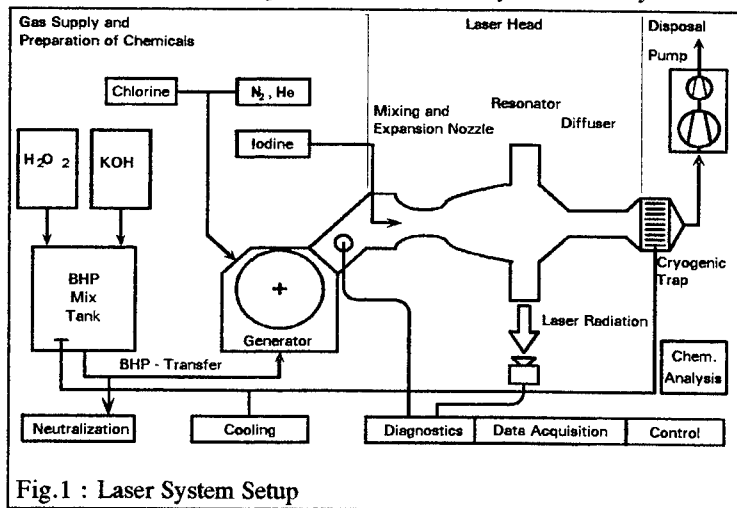 Gas Supply and
Preparation of Chemicals
Laser Head
Disposal
Pump
Chlorine
N₂, He
Resonator
Mixing and
Expansion Nozzle
Diffuser
Iodine
H₂O₂
KOH
BHP
Mix
Tank
Generator
Cryogenic
Trap
Laser Radiation
BHP - Transfer
Chem.
Analysis
Neutralization
Cooling
Diagnostics
Data Acquisition
Control
Fig.1 : Laser System Setup